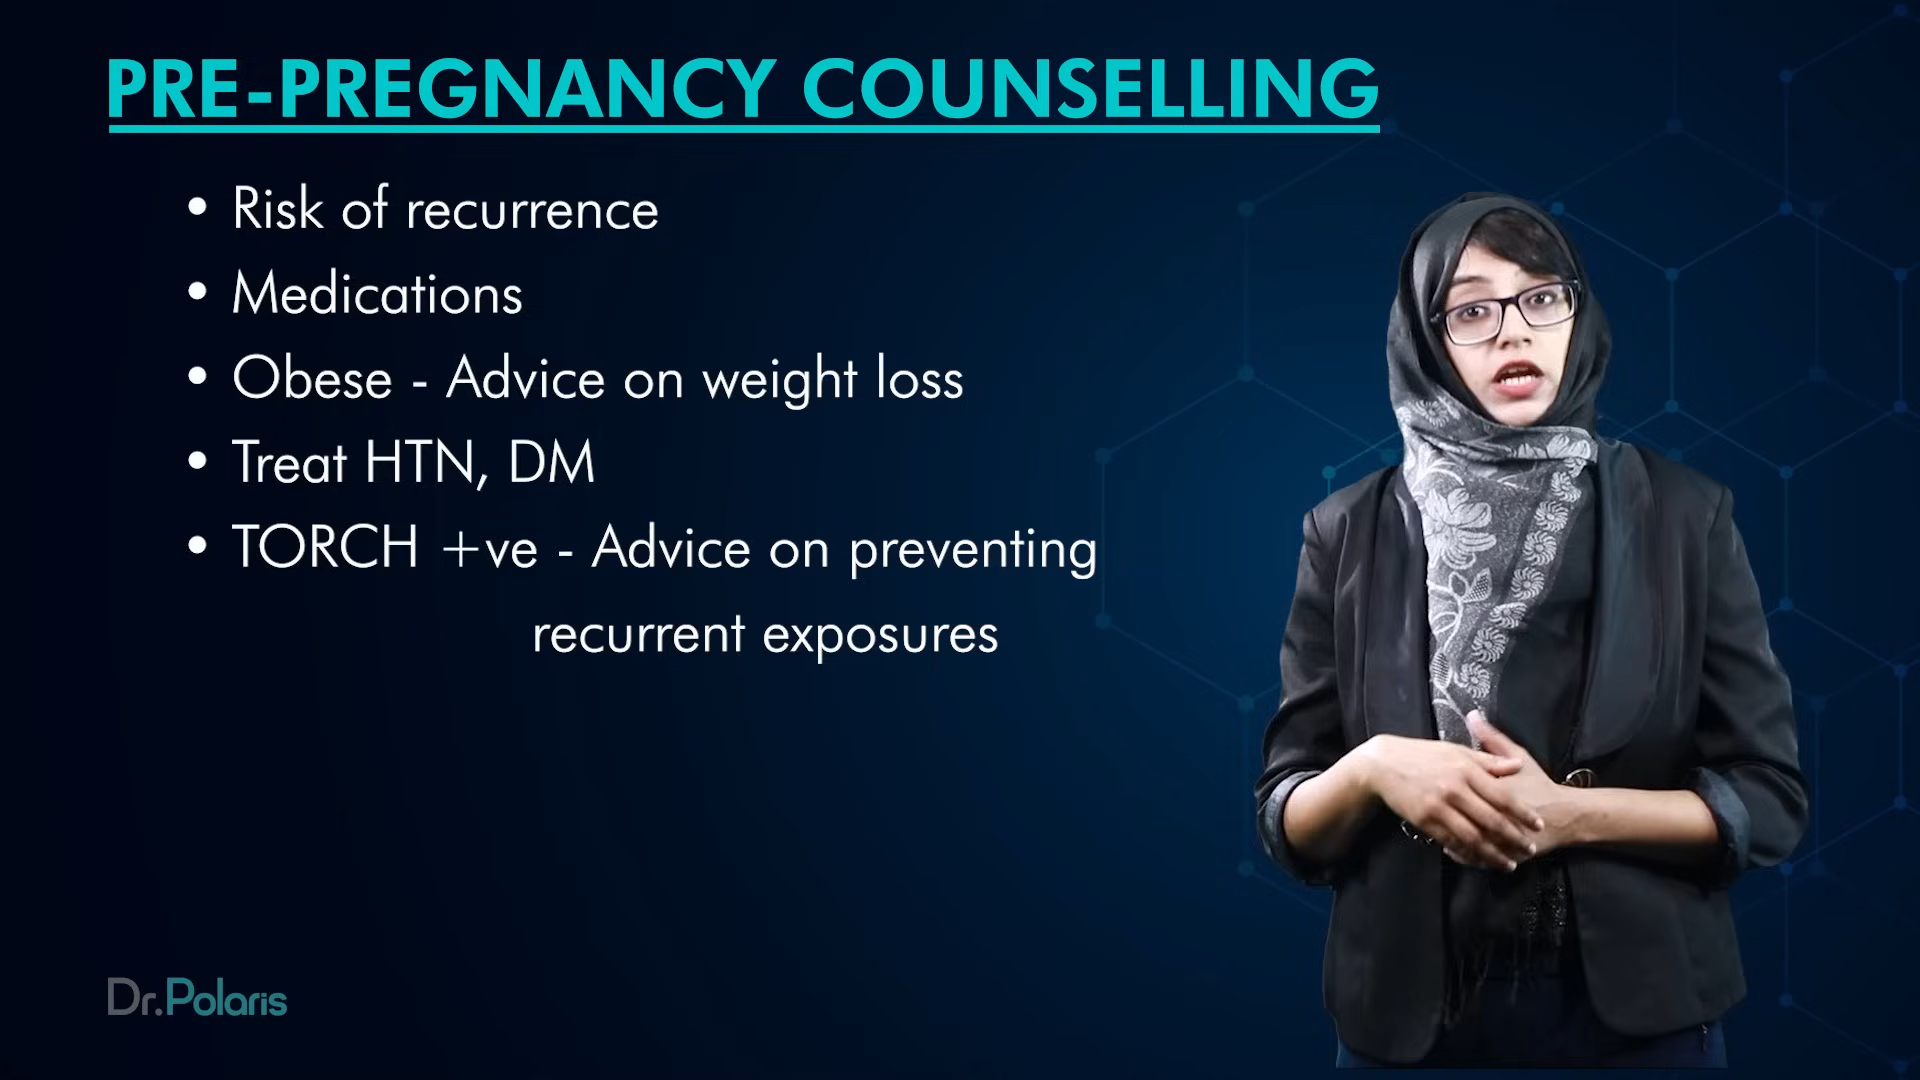 PRE-PREGNANCY COUNSELLING
• Risk of recurrence
• Medications
• Obese - Advice on weight loss
• Treat HTN, DM
• TORCH +ve - Advice on preventing
recurrent exposures
Dr.Polaris